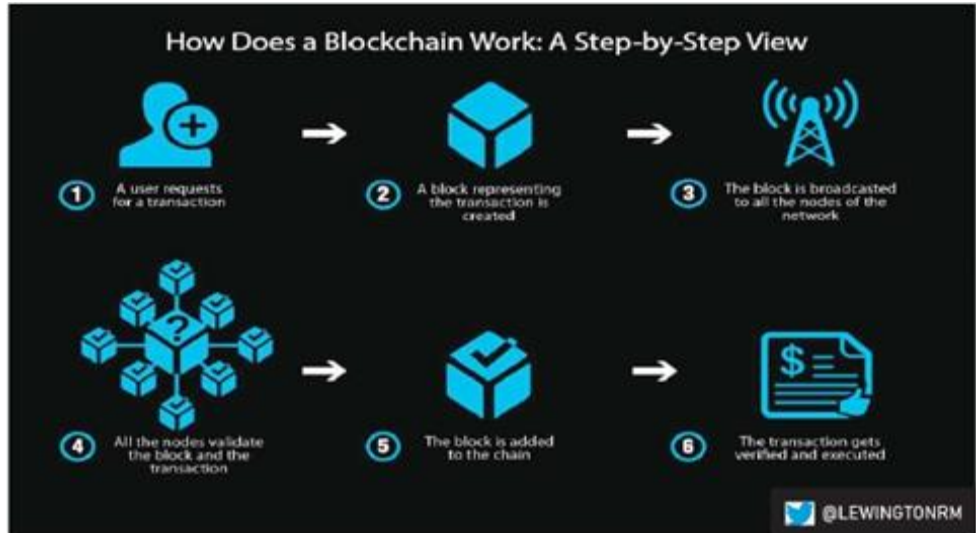 How Does a Blockchain Work: A Step-by-Step View
1
A user requests
for a transaction
2
A block representing
the transaction is
created
3
The block is broadcasted
to all the nodes of the
network
?
4
All the nodes validate
the block and the
transaction
5
The block is added
to the chain
$
6
The transaction gets
verified and executed
@LEWINGTONRM